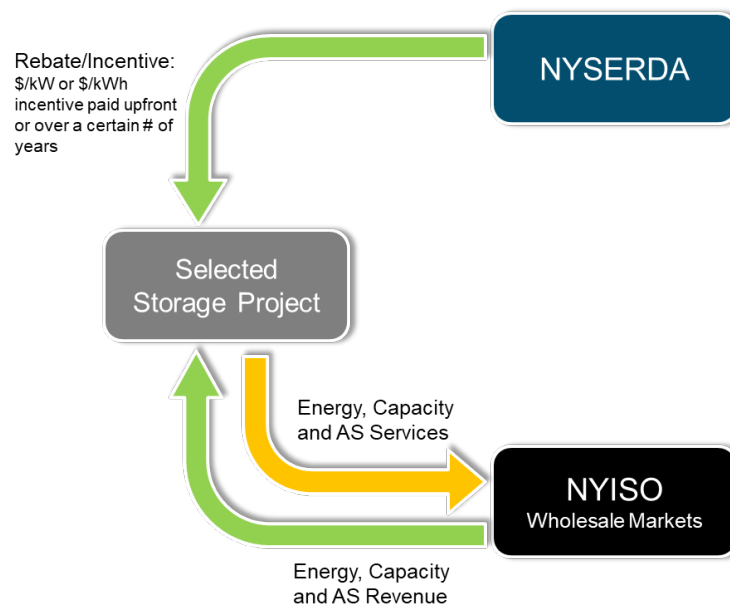 Rebate/Incentive:
$/kW or $/kWh
incentive paid upfront
or over a certain # of
years
NYSERDA
Selected
Storage Project
Energy, Capacity
and AS Services
NYISO
Wholesale Markets
Energy, Capacity
and AS Revenue